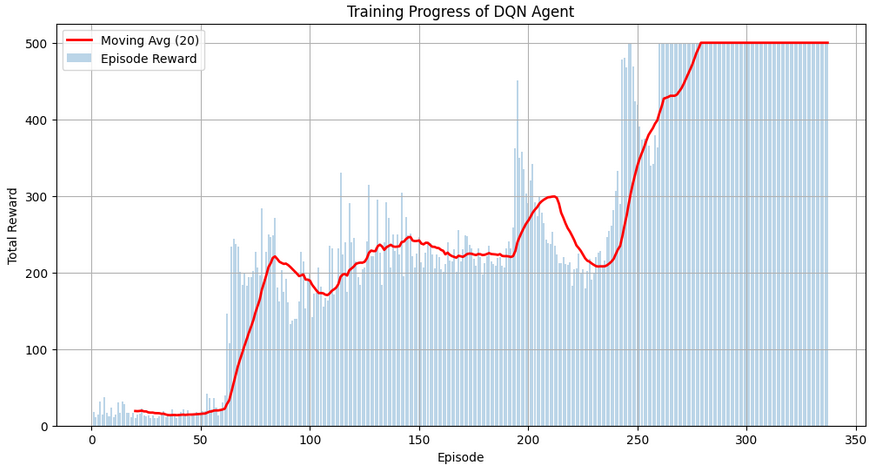 Training Progress of DQN Agent
Moving Avg (20)
Episode Reward
Total Reward
500
400
300
200
100
0
0 50 100 150 200 250 300 350
Episode